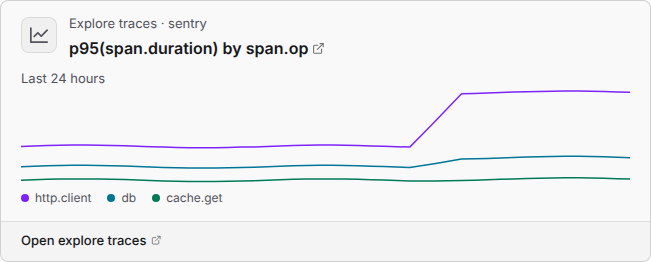 Explore traces · sentry
p95(span.duration) by span.op
Last 24 hours
http.client db cache.get
Open explore traces